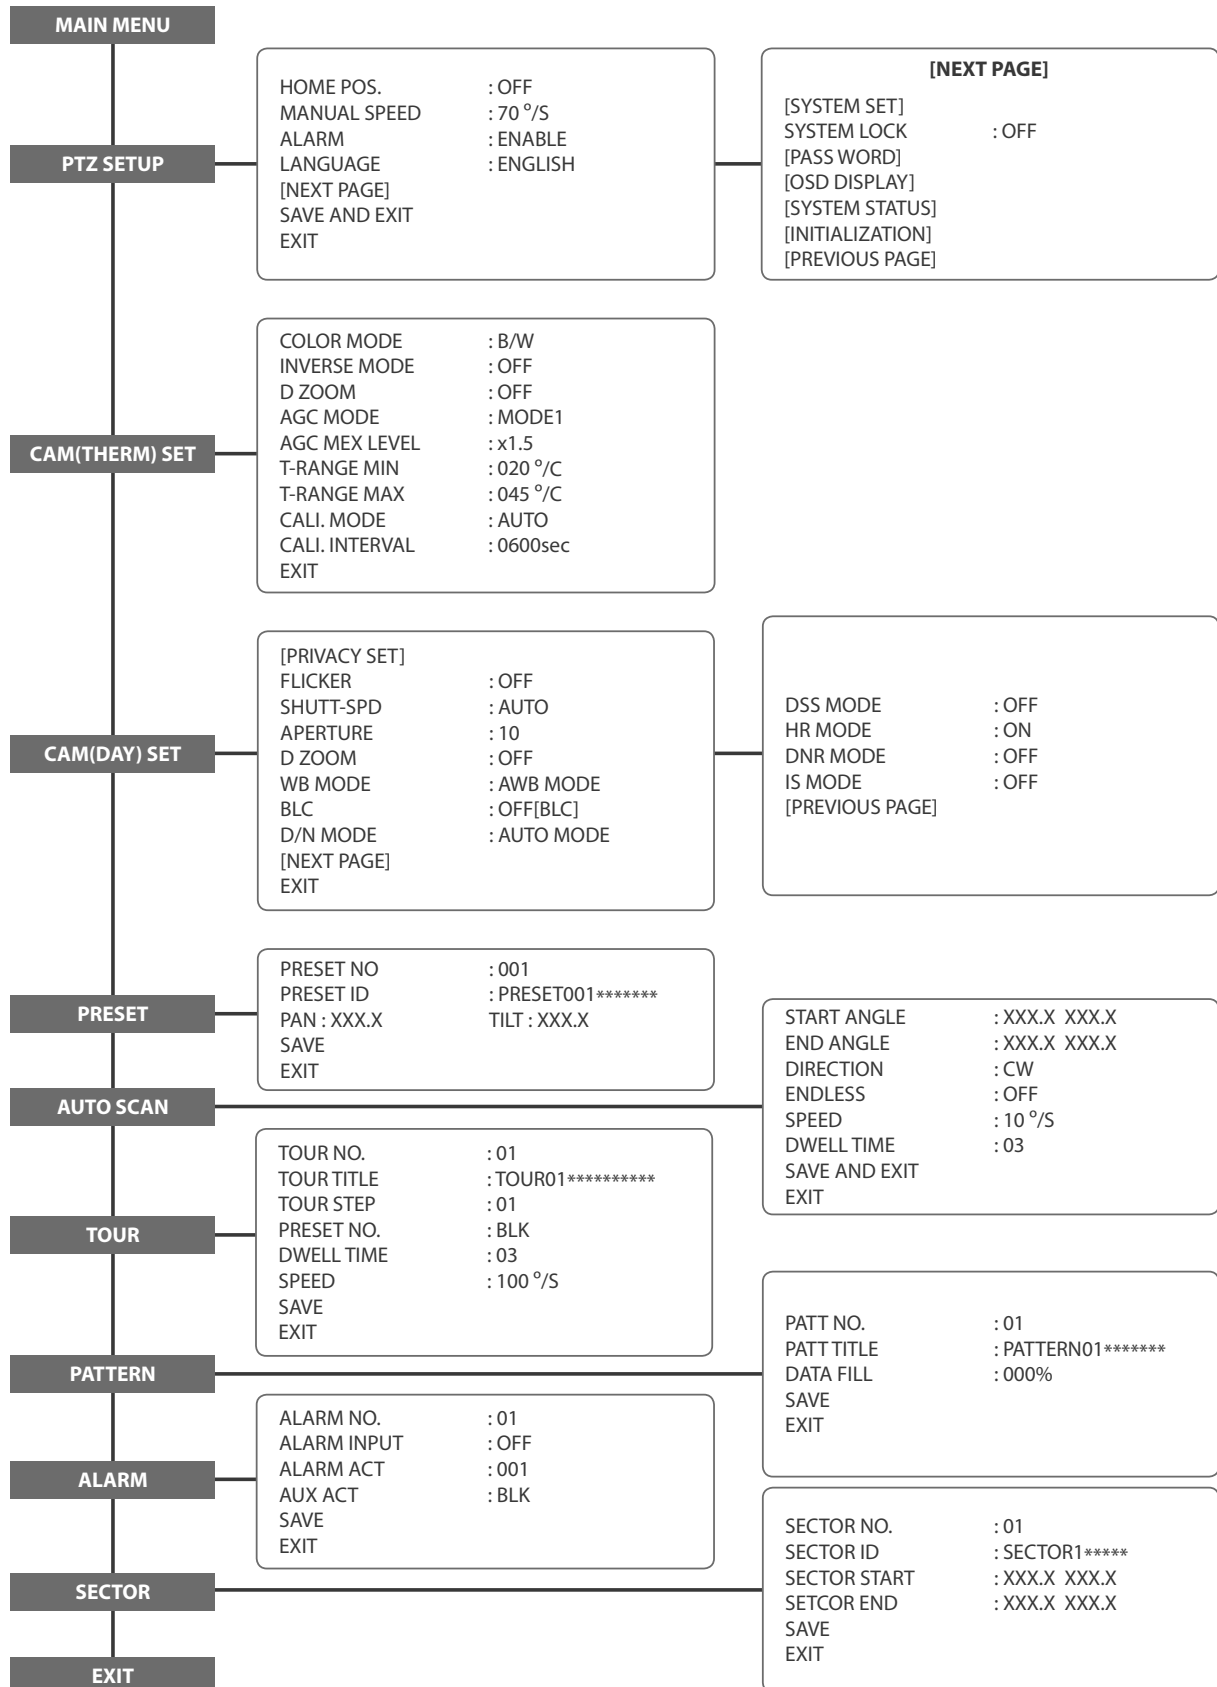 MAIN MENU
PTZ SETUP
HOME POS. : OFF
MANUAL SPEED : 70 °/S
ALARM : ENABLE
LANGUAGE : ENGLISH
[NEXT PAGE]
SAVE AND EXIT
EXIT
[NEXT PAGE]
[SYSTEM SET]
SYSTEM LOCK : OFF
[PASS WORD]
[OSD DISPLAY]
[SYSTEM STATUS]
[INITIALIZATION]
[PREVIOUS PAGE]
CAM(THERM) SET
COLOR MODE : B/W
INVERSE MODE : OFF
D ZOOM : OFF
AGC MODE : MODE1
AGC MEX LEVEL : x1.5
T-RANGE MIN : 020 °/C
T-RANGE MAX : 045 °/C
CALI. MODE : AUTO
CALI. INTERVAL : 0600sec
EXIT
CAM(DAY) SET
[PRIVACY SET]
FLICKER : OFF
SHUTT-SPD : AUTO
APERTURE : 10
D ZOOM : OFF
WB MODE : AWB MODE
BLC : OFF[BLC]
D/N MODE : AUTO MODE
[NEXT PAGE]
EXIT
DSS MODE : OFF
HR MODE : ON
DNR MODE : OFF
IS MODE : OFF
[PREVIOUS PAGE]
PRESET
PRESET NO : 001
PRESET ID : PRESET001*******
PAN : XXX.X TILT : XXX.X
SAVE
EXIT
AUTO SCAN
START ANGLE : XXX.X XXX.X
END ANGLE : XXX.X XXX.X
DIRECTION : CW
ENDLESS : OFF
SPEED : 10 °/S
DWELL TIME : 03
SAVE AND EXIT
EXIT
TOUR
TOUR NO. : 01
TOUR TITLE : TOUR01**********
TOUR STEP : 01
PRESET NO. : BLK
DWELL TIME : 03
SPEED : 100 °/S
SAVE
EXIT
PATTERN
PATT NO. : 01
PATT TITLE : PATTERN01*******
DATA FILL : 000%
SAVE
EXIT
ALARM
ALARM NO. : 01
ALARM INPUT : OFF
ALARM ACT : 001
AUX ACT : BLK
SAVE
EXIT
SECTOR
SECTOR NO. : 01
SECTOR ID : SECTOR1*****
SECTOR START : XXX.X XXX.X
SETCOR END : XXX.X XXX.X
SAVE
EXIT
EXIT